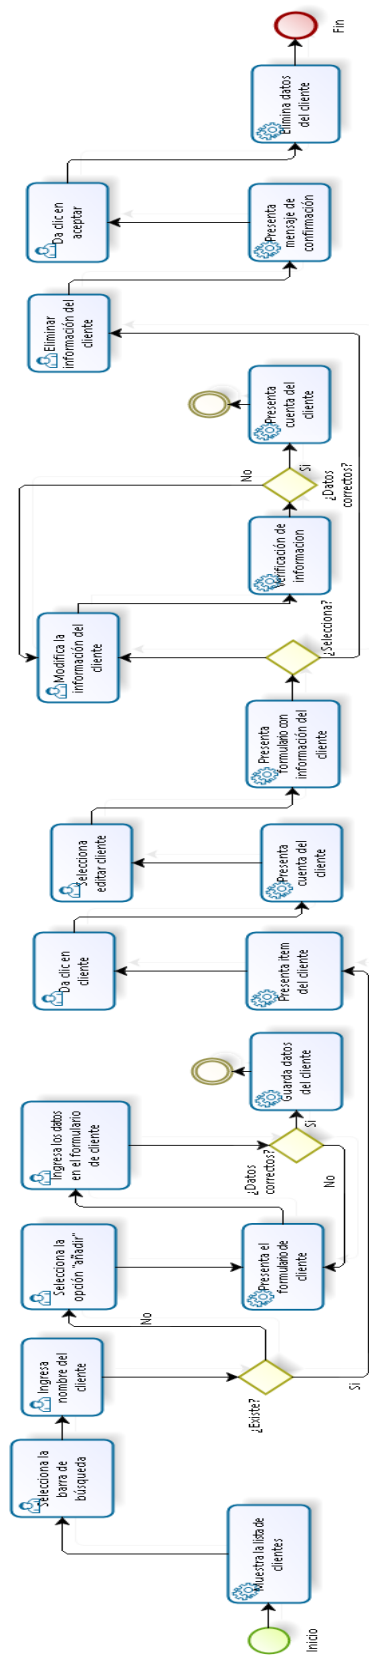 Inicio
Muestra la lista de
clientes
Selecciona la
barra de
búsqueda
Ingresa
nombre del
cliente
¿Existe?
No
Si
Selecciona la
opción "añadir"
Presenta el
formulario de
cliente
Ingresa los datos
en el formulario
de cliente
¿Datos
correctos?
No
Si
Guarda datos
del cliente
Presenta item
del cliente
Da clic en
cliente
Presenta
cuenta del
cliente
Selecciona
editar cliente
Presenta
formulario con
información del
cliente
¿Selecciona?
Modifica la
información del
cliente
Verificación de
informacion
¿Datos
correctos?
No
Si
Presenta
cuenta del
cliente
Eliminar
información del
cliente
Presenta
mensaje de
confirmación
Da clic en
aceptar
Elimina datos
del cliente
Fin